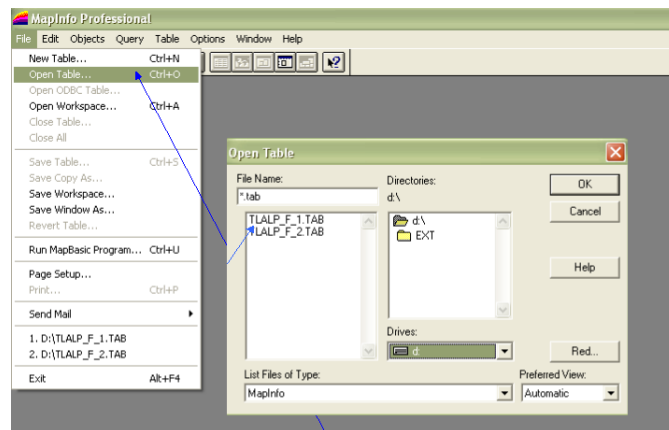 MapInfo Professional
File Edit Objects Query Table Options Window Help
New Table... Ctrl+N
Open Table... Ctrl+O
Open ODBC Table...
Open Workspace... Ctrl+A
Close Table...
Close All
Save Table... Ctrl+S
Save Copy As...
Save Workspace...
Save Window As...
Revert Table...
Run MapBasic Program... Ctrl+U
Page Setup...
Print... Ctrl+P
Send Mail
1. D:\TLALP_F_1.TAB
2. D:\TLALP_F_2.TAB
Exit Alt+F4
Open Table
File Name:
*.tab
TLALP_F_1.TAB
TLALP_F_2.TAB
Directories:
d:\
d:\
EXT
Drives:
d:
OK
Cancel
Help
Red...
List Files of Type:
MapInfo
Preferred View:
Automatic